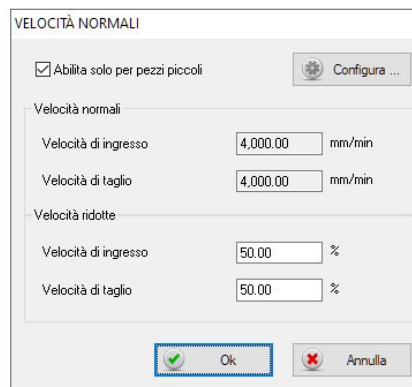 VELOCITÀ NORMALI
Abilita solo per pezzi piccoli
Configura ...
Velocità normali
Velocità di ingresso 4,000.00 mm/min
Velocità di taglio 4,000.00 mm/min
Velocità ridotte
Velocità di ingresso 50.00 %
Velocità di taglio 50.00 %
Ok Annulla